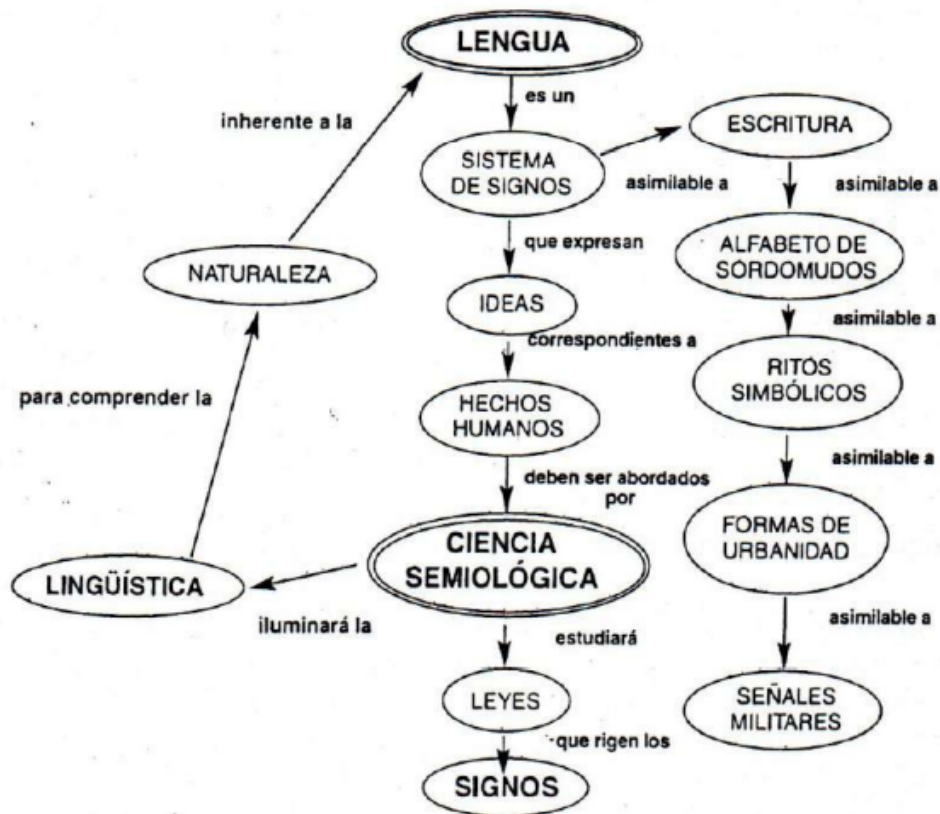 LENGUA
es un
inherente a la
ESCRITURA
SISTEMA
DE SIGNOS
asimilable a
asimilable a
que expresan
ALFABETO DE
SORDOMUDOS
NATURALEZA
IDEAS
asimilable a
correspondientes a
RITOS
SIMBÓLICOS
para comprender la
HECHOS
HUMANOS
asimilable a
deben ser abordados
por
FORMAS DE
URBANIDAD
CIENCIA
SEMIOLÓGICA
LINGÜÍSTICA
iluminará la
estudiará
asimilable a
LEYES
SEÑALES
MILITARES
que rigen los
SIGNOS